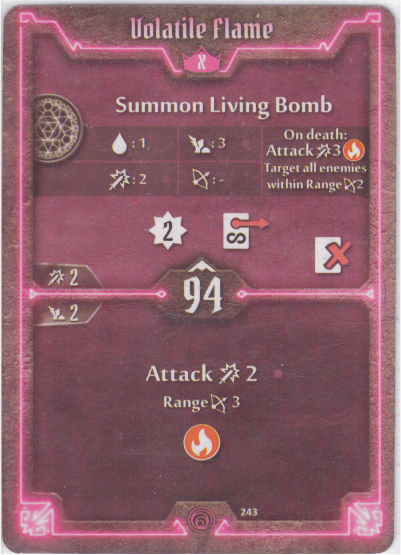 Volatile Flame
X
Summon Living Bomb
: 1
: 3
On death:
Attack 3
: 2
: -
Target all enemies
within Range 2
2
2
94
2
Attack 2
Range 3
243